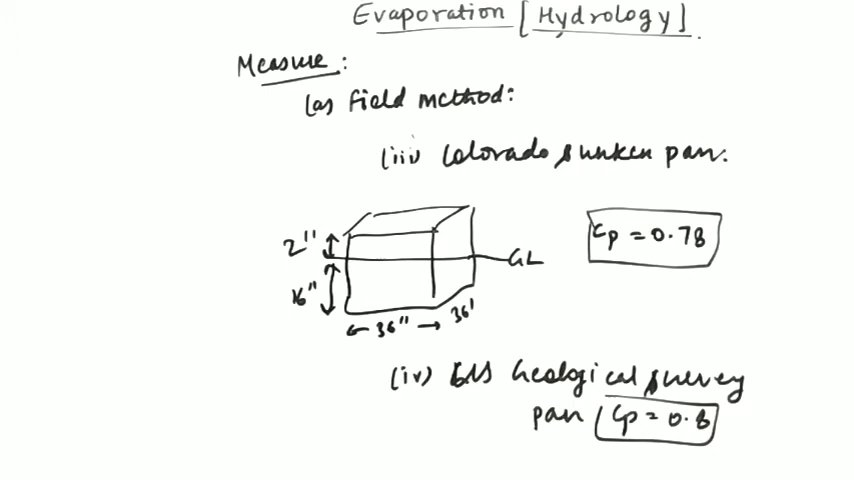 Evaporation [Hydrology].
Measure:
(a) field method:
(iii) Colorado sunken pan:
2"
Cp = 0.78
GL
16"
36"
36'
(iv) US Geological survey
pan Cp = 0.8